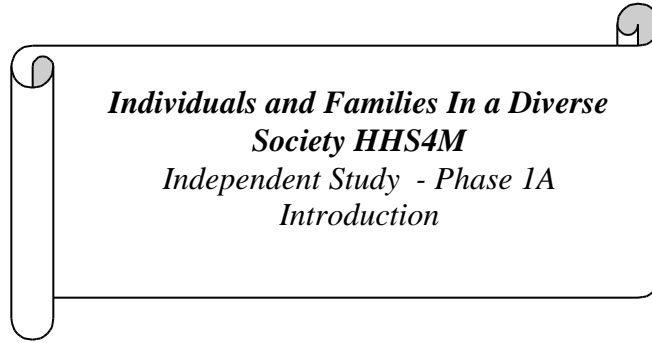 Individuals and Families In a Diverse
Society HHS4M
Independent Study - Phase 1A
Introduction